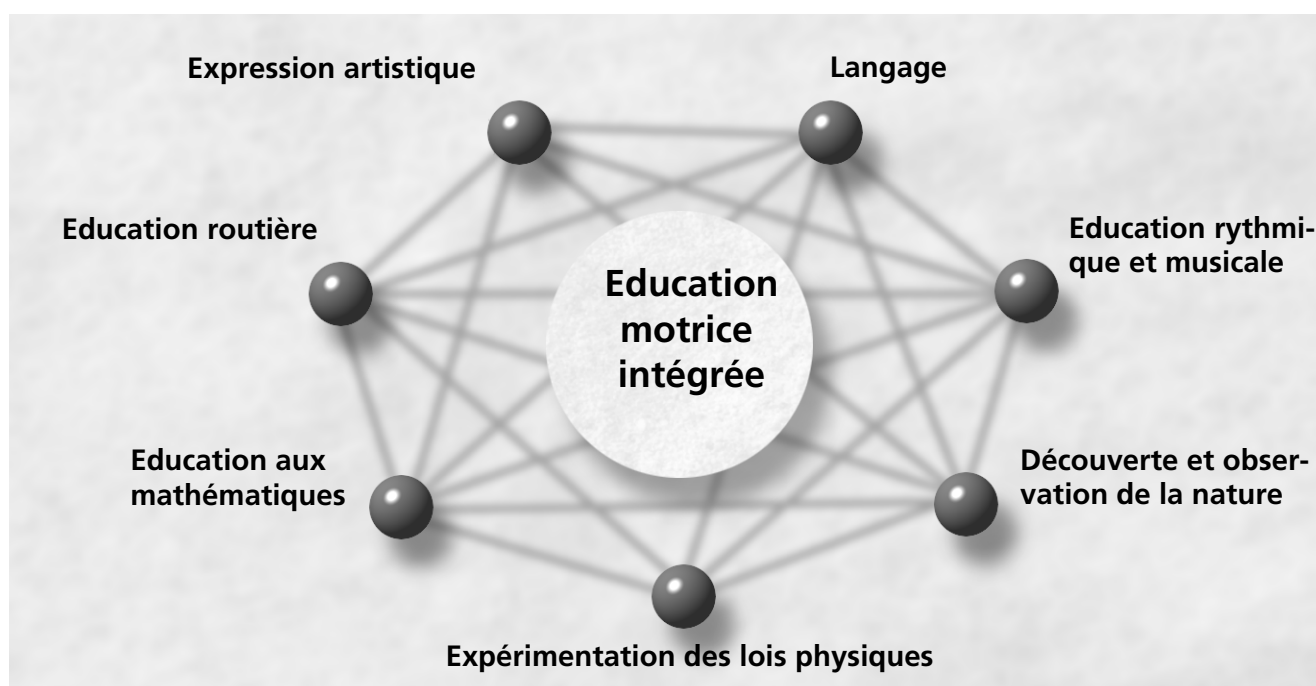 Expression artistique
Langage
Education routière
Education rythmi-
que et musicale
Education
motrice
intégrée
Education aux
mathématiques
Découverte et obser-
vation de la nature
Expérimentation des lois physiques